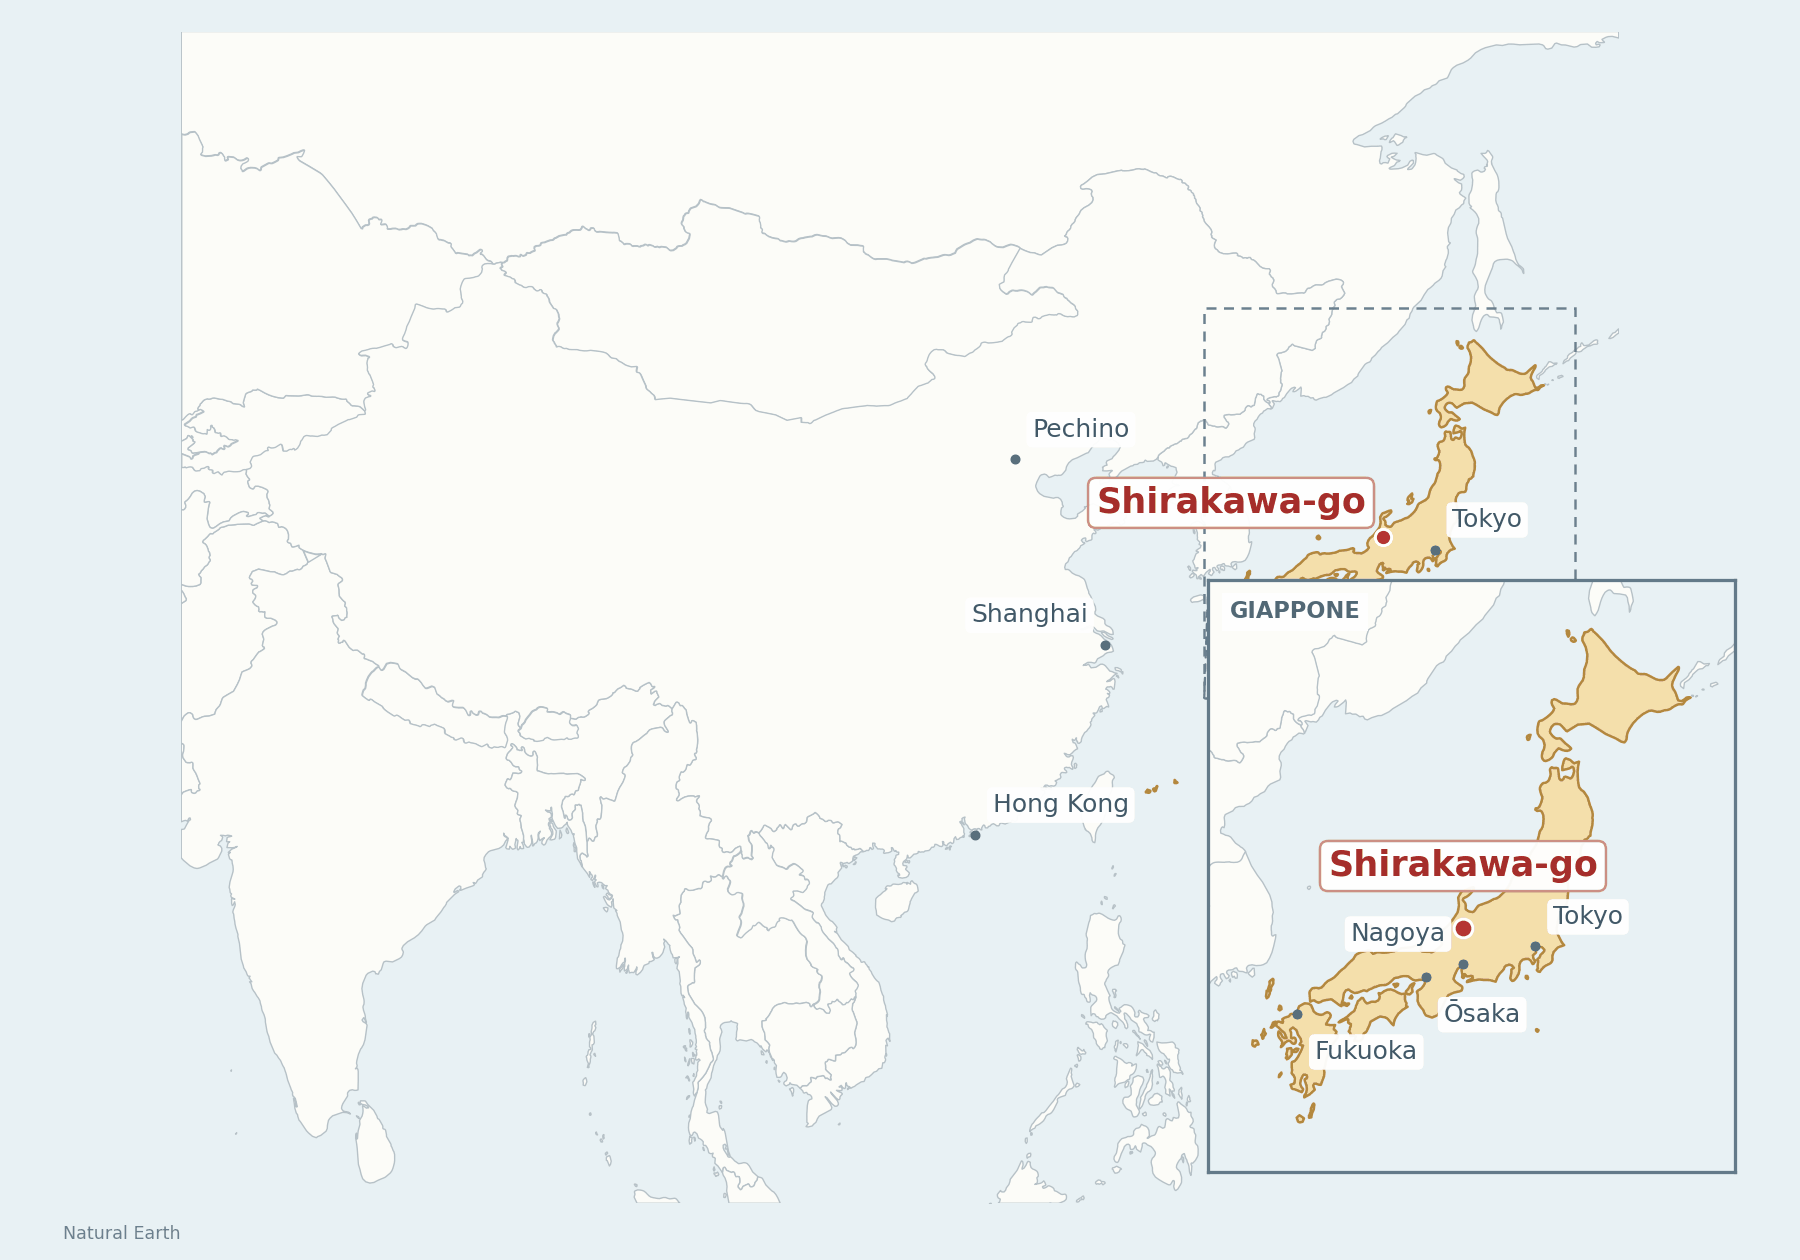 Pechino
Shirakawa-go
Tokyo
Shanghai
Hong Kong
GIAPPONE
Shirakawa-go
Tokyo
Nagoya
Ōsaka
Fukuoka
Natural Earth